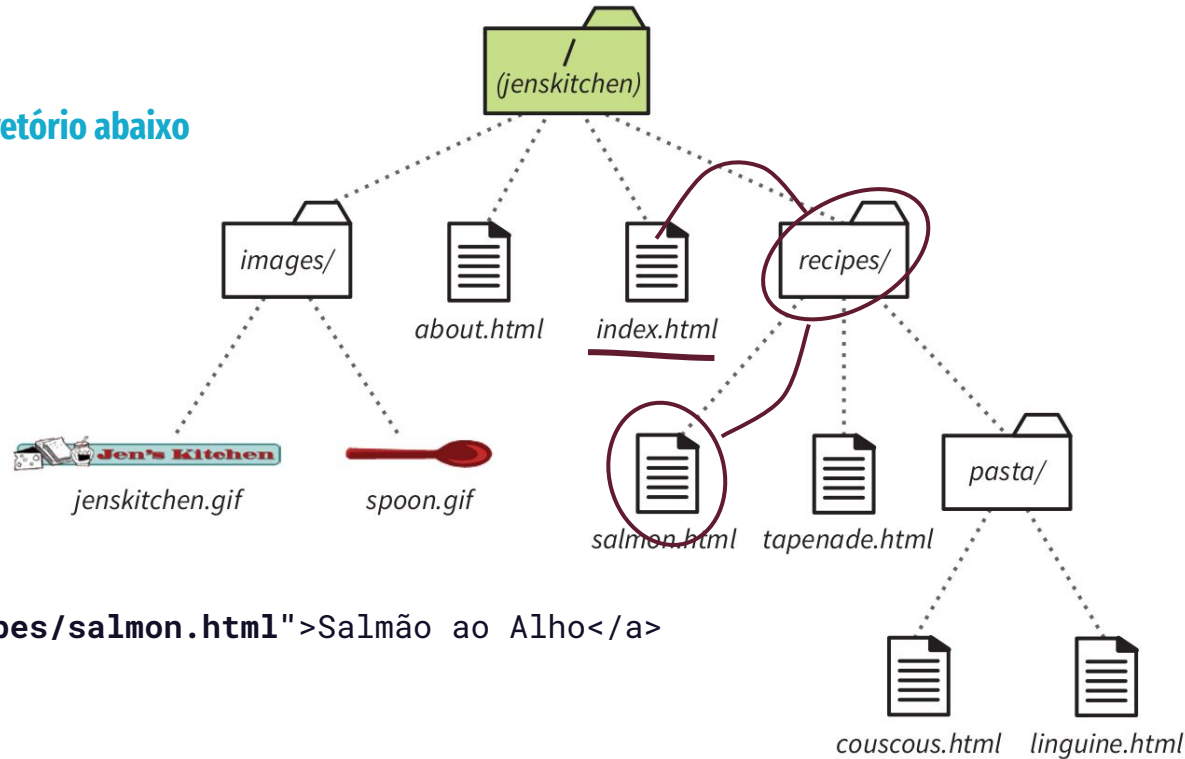 /
(jenskitchen)
etório abaixo
images/
recipes/
about.html
index.html
Jen's Kitchen
pasta/
jenskitchen.gif
spoon.gif
salmon.html
tapenade.html
pes/salmon.html">Salmão ao Alho</a>
couscous.html
linguine.html